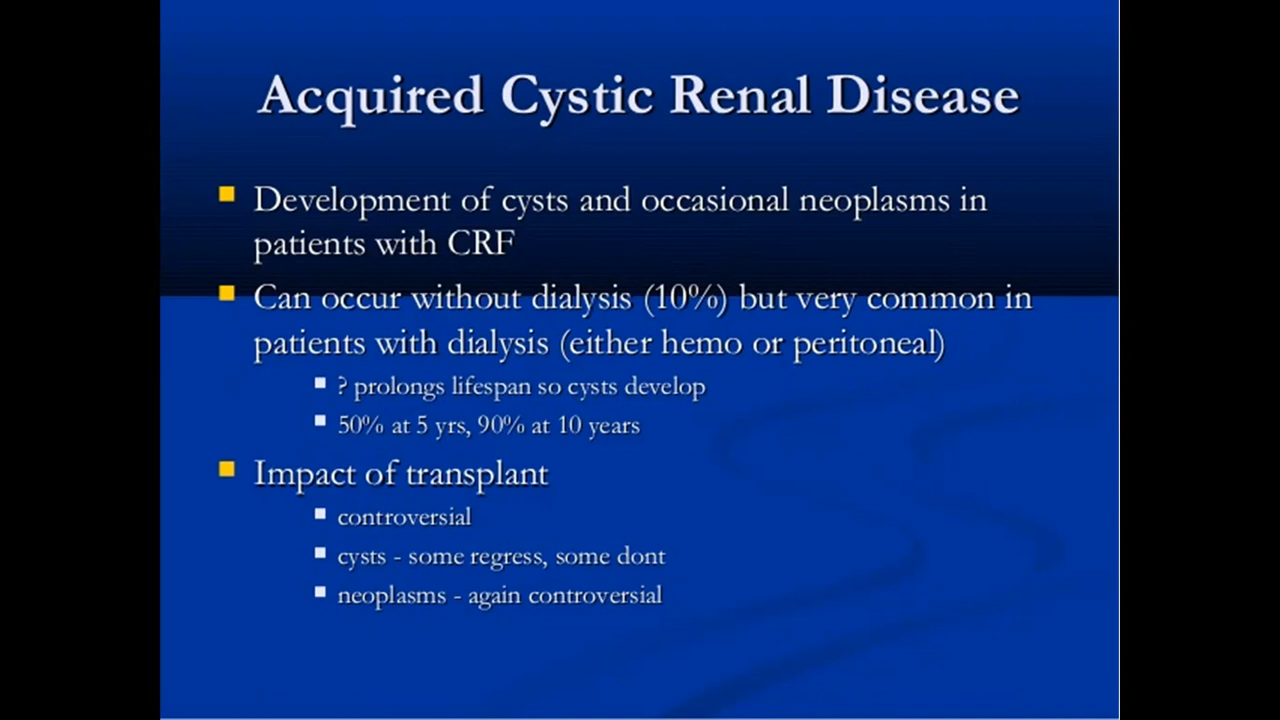 Acquired Cystic Renal Disease
Development of cysts and occasional neoplasms in
patients with CRF
Can occur without dialysis (10%) but very common in
patients with dialysis (either hemo or peritoneal)
? prolongs lifespan so cysts develop
50% at 5 yrs, 90% at 10 years
Impact of transplant
controversial
cysts - some regress, some dont
neoplasms - again controversial